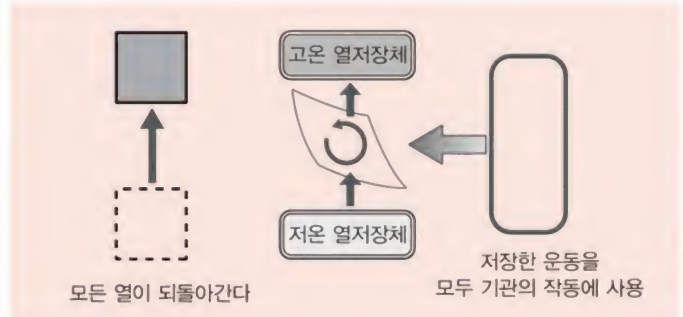 고온 열저장체
저온 열저장체
모든 열이 되돌아간다
저장한 운동을
모두 기관의 작동에 사용